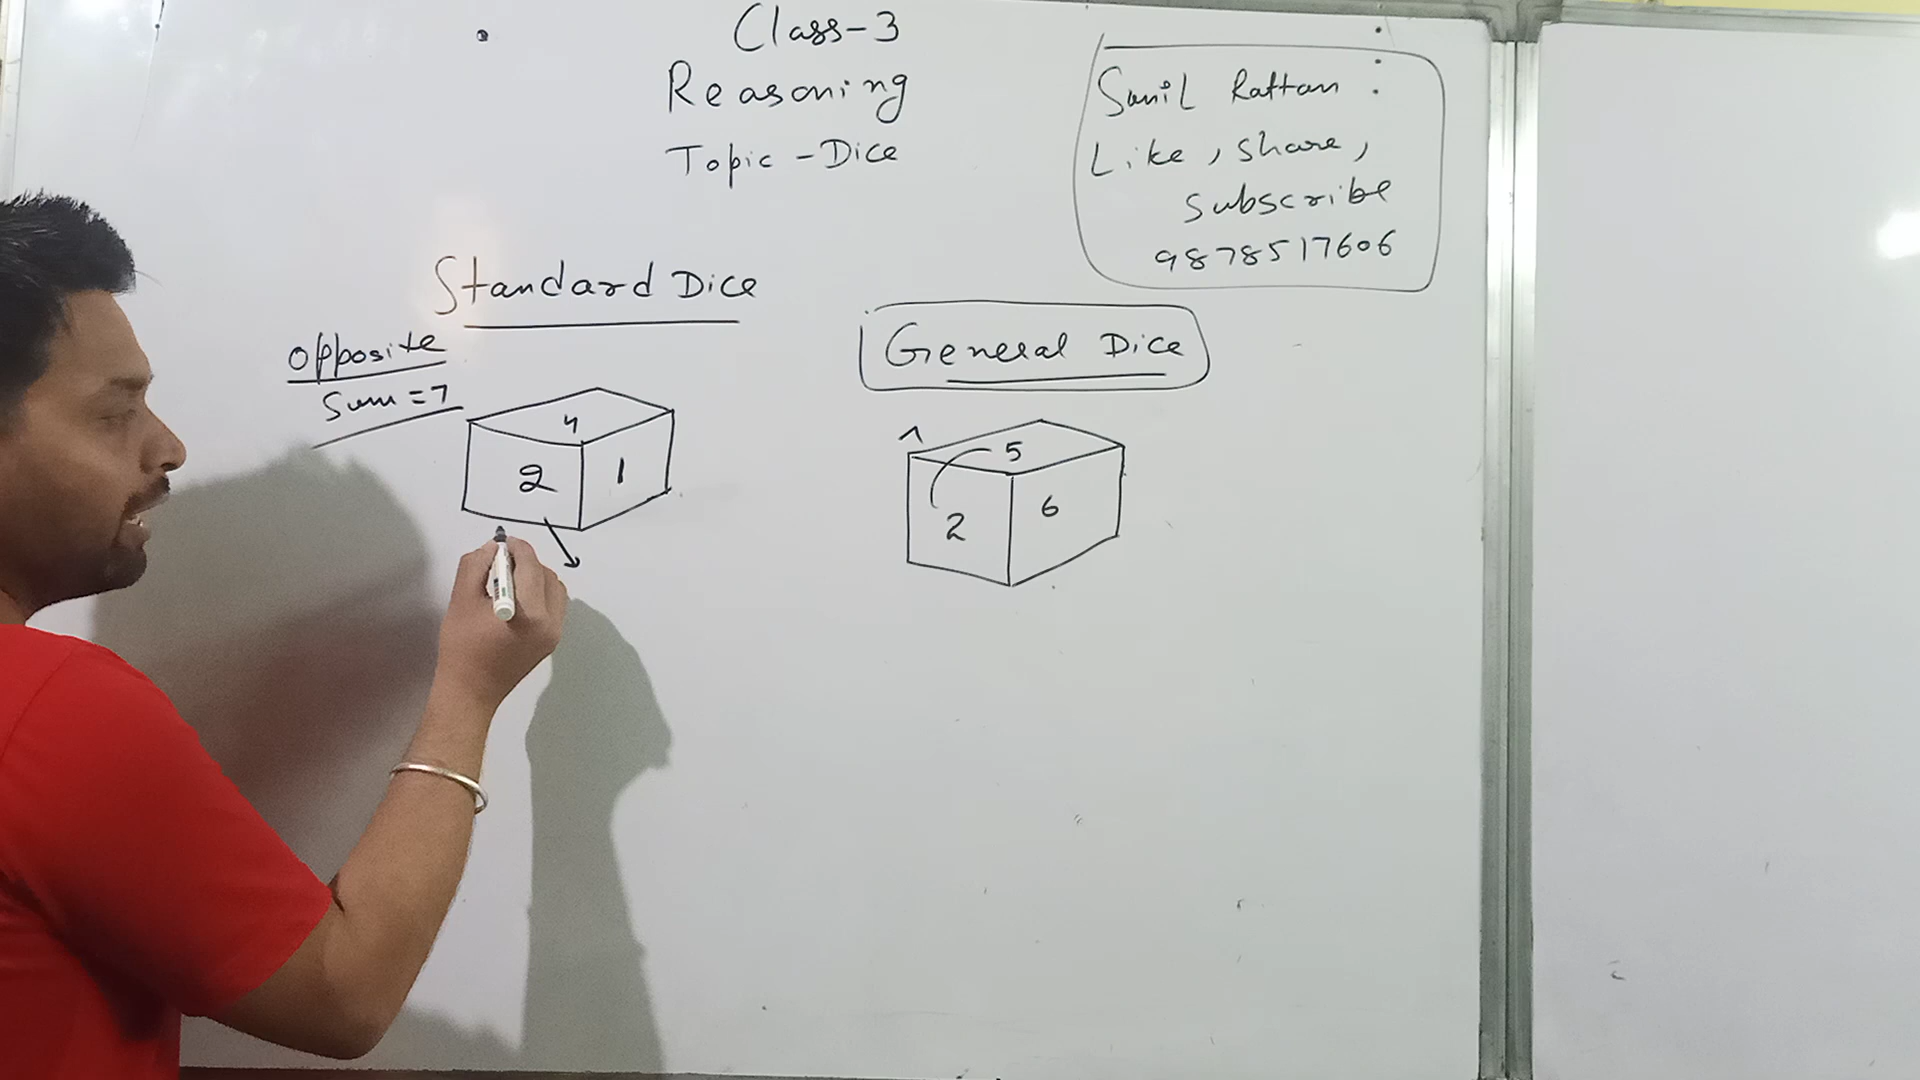 Class-3
Reasoning
Topic - Dice
Sunil Rattan :
Like, share,
subscribe
9878517606
Standard Dice
opposite
Sum = 7
4
2 1
General Dice
5
2 6